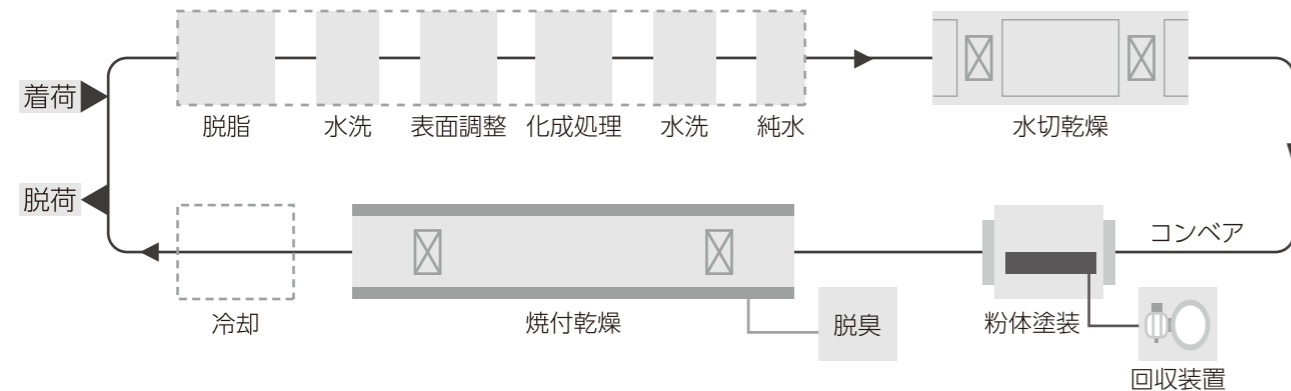 着荷
脱脂
水洗
表面調整
化成処理
水洗
純水
水切乾燥
脱荷
冷却
焼付乾燥
脱臭
粉体塗装
コンベア
回収装置